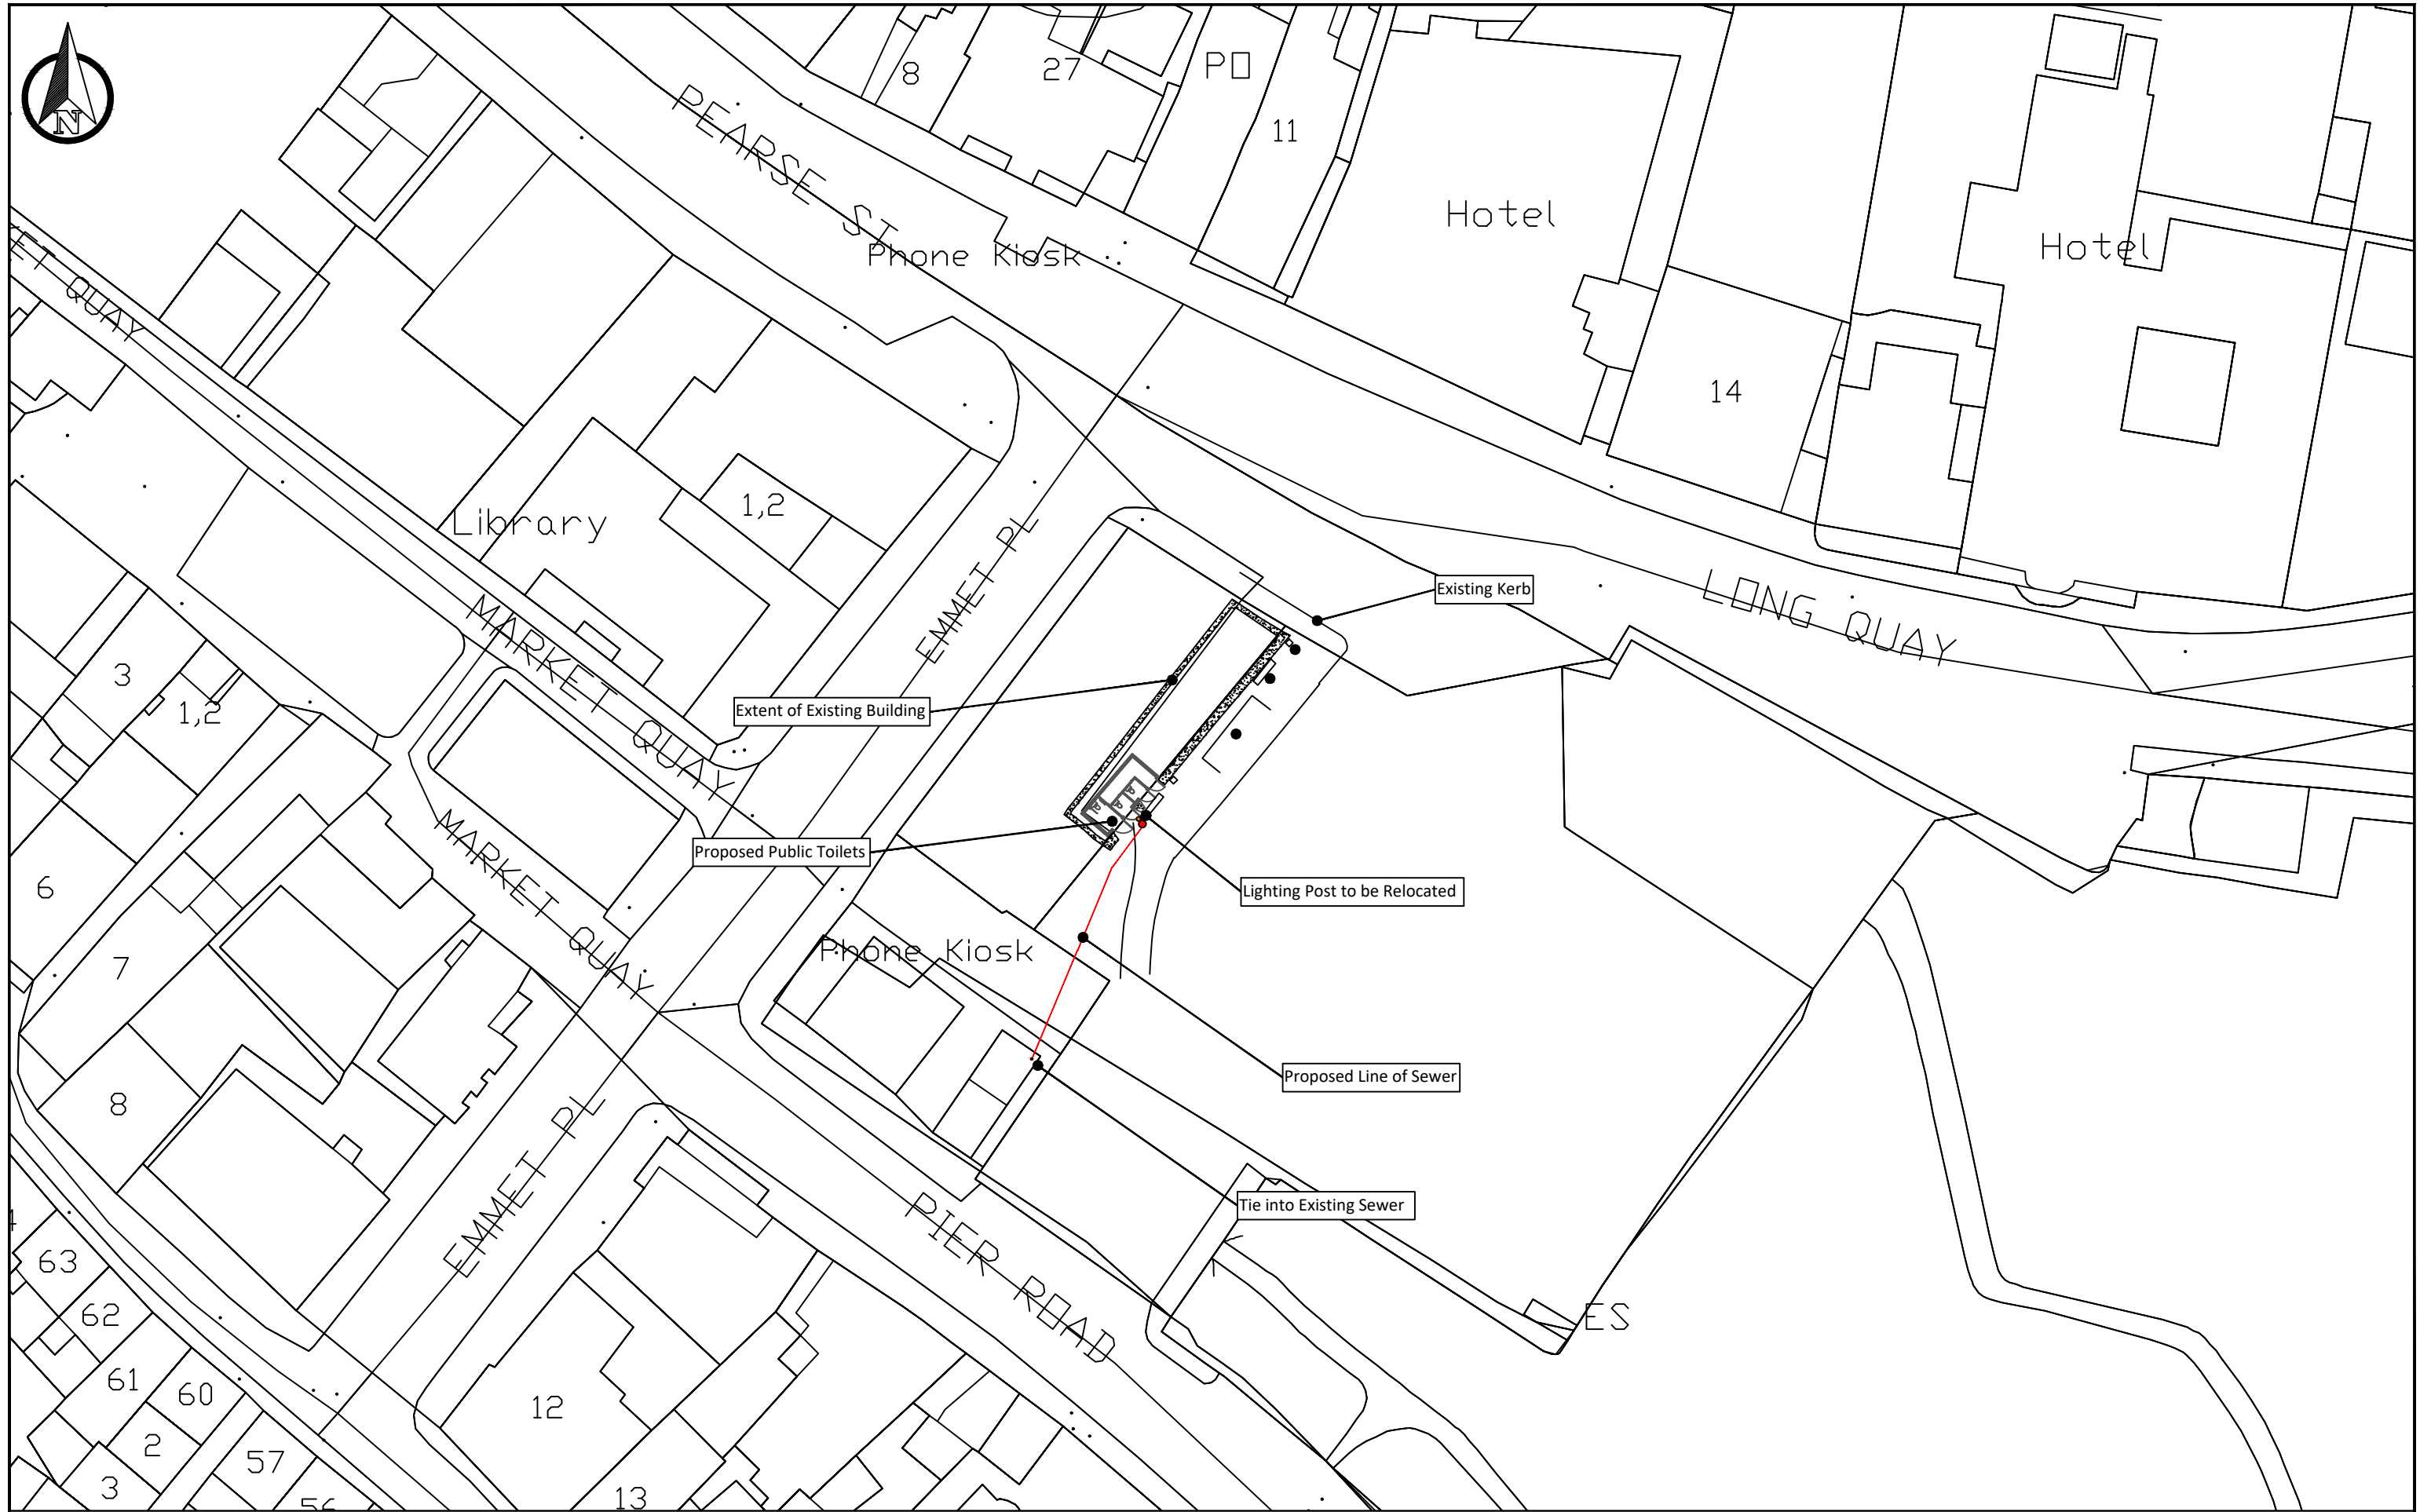 N
8
27
PO
11
PEARSE ST
Phone Kiosk
Hotel
Hotel
QUAY
14
Library
1,2
EMMET PL
Existing Kerb
LONG QUAY
MARKET QUAY
3
1,2
Extent of Existing Building
MARKET QUAY
Proposed Public Toilets
6
Lighting Post to be Relocated
7
Phone Kiosk
8
Proposed Line of Sewer
EMMET PL
Tie into Existing Sewer
PIER ROAD
63
62
ES
61
60
12
2
57
3
13
56